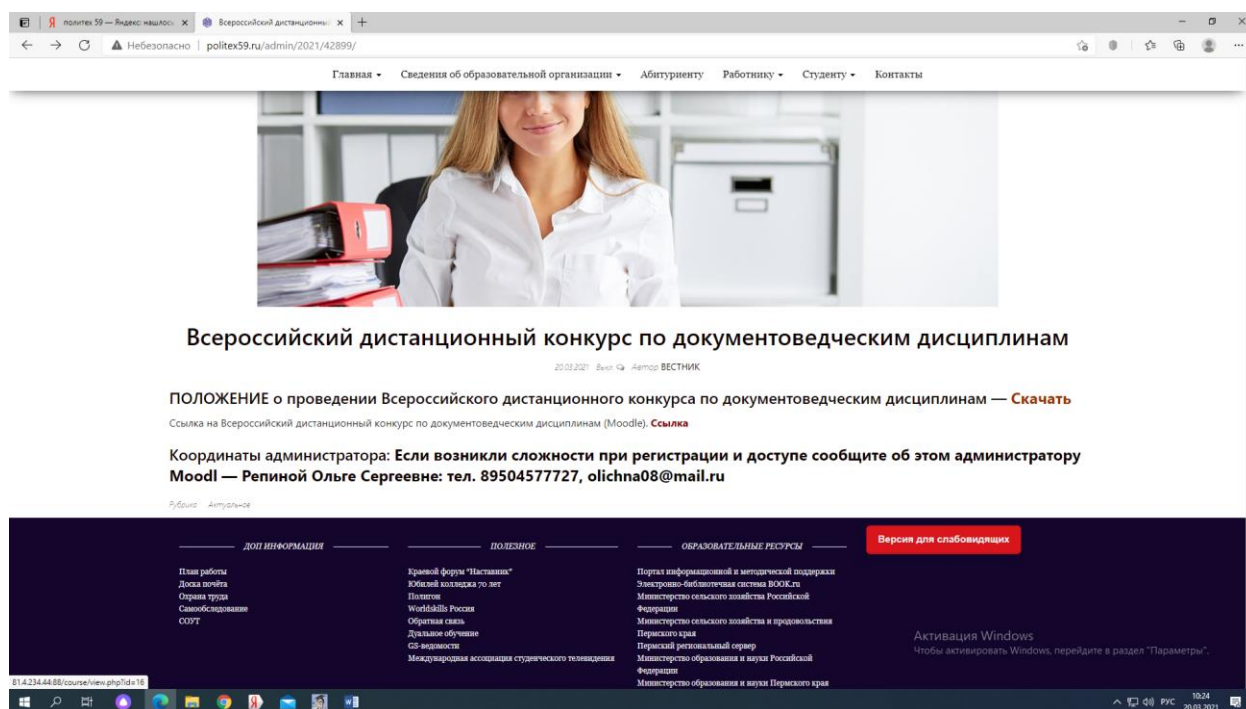 политех 59 — Яндекс: нашлось
Всероссийский дистанционны
Небезопасно | politex59.ru/admin/2021/42899/
Главная Сведения об образовательной организации Абитуриенту Работнику Студенту Контакты
Всероссийский дистанционный конкурс по документоведческим дисциплинам
20.03.2021 Выкл Автор ВЕСТНИК
ПОЛОЖЕНИЕ о проведении Всероссийского дистанционного конкурса по документоведческим дисциплинам — Скачать
Ссылка на Всероссийский дистанционный конкурс по документоведческим дисциплинам (Moodle). Ссылка
Координаты администратора: Если возникли сложности при регистрации и доступе сообщите об этом администратору
Moodl — Репиной Ольге Сергеевне: тел. 89504577727, olichna08@mail.ru
Рубрика Актуальное
ДОП ИНФОРМАЦИЯ
План работы
Доска почёта
Охрана труда
Самообследование
СОУТ
ПОЛЕЗНОЕ
Краевой форум "Наставник"
Юбилей колледжа 70 лет
Полигон
Worldskills Россия
Обратная связь
Дуальное обучение
GS-ведомости
Международная ассоциация студенческого телевидения
ОБРАЗОВАТЕЛЬНЫЕ РЕСУРСЫ
Портал информационной и методической поддержки
Электронно-библиотечная система BOOK.ru
Министерство сельского хозяйства Российской
Федерации
Министерство сельского хозяйства и продовольствия
Пермского края
Пермский региональный сервер
Министерство образования и науки Российской
Федерации
Министерство образования и науки Пермского края
Версия для слабовидящих
Активация Windows
Чтобы активировать Windows, перейдите в раздел "Параметры".
81.4.234.44:88/course/view.php?id=16
РУС
10:24
20.03.2021